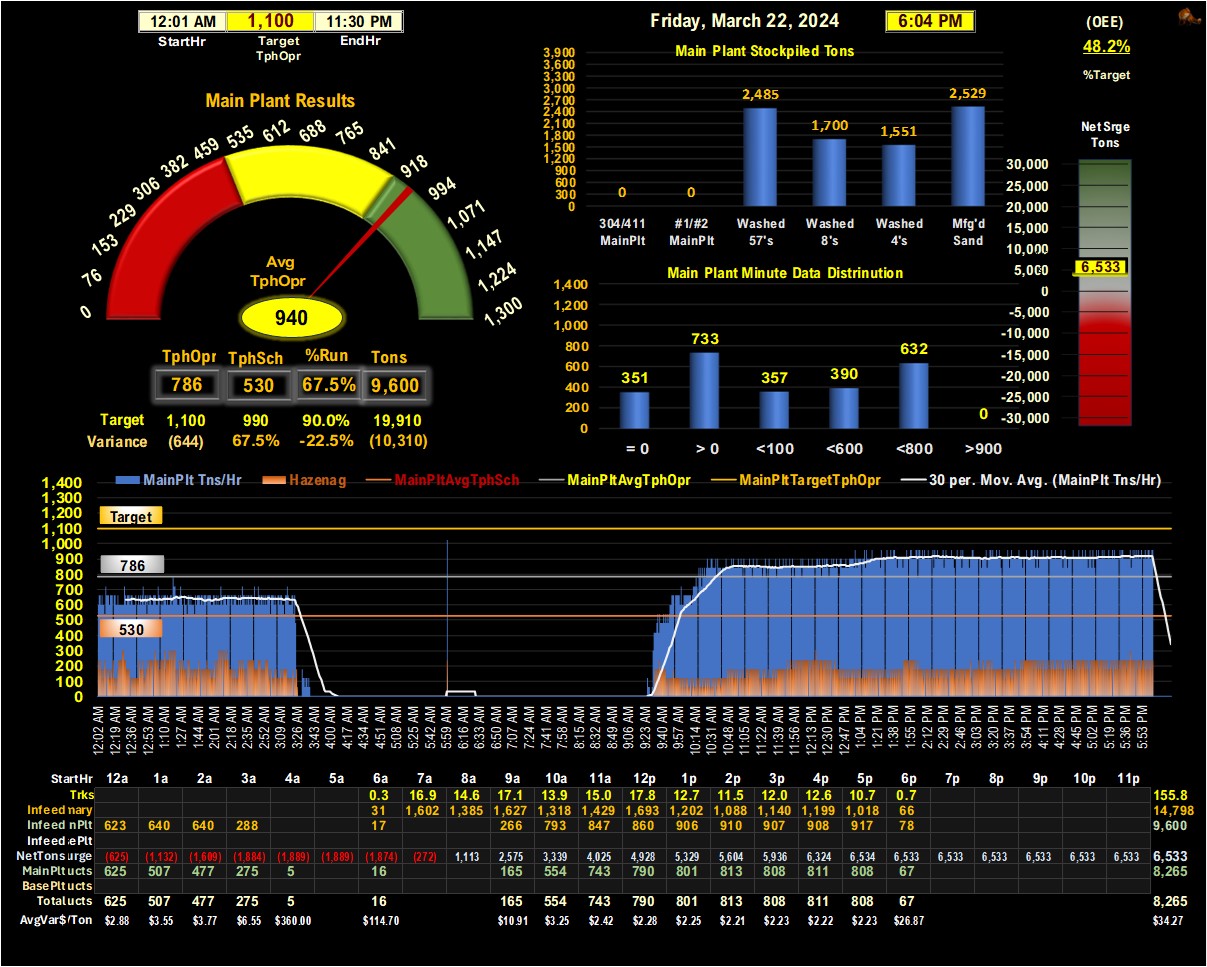 12:01 AM 1,100 11:30 PM
StartHr Target TphOpr EndHr
Friday, March 22, 2024 6:04 PM
(OEE)
48.2%
%Target
Main Plant Results
0 76 153 229 306 382 459 535 612 688 765 841 918 994 1,071 1,147 1,224 1,300
Avg
TphOpr
940
TphOpr TphSch %Run Tons
786 530 67.5% 9,600
Target 1,100 990 90.0% 19,910
Variance (644) 67.5% -22.5% (10,310)
Main Plant Stockpiled Tons
3,900
3,600
3,300
3,000
2,700
2,400
2,100
1,800
1,500
1,200
900
600
300
0
0 0 2,485 1,700 1,551 2,529
304/411 #1/#2 Washed Washed Washed Mfg'd
MainPlt MainPlt 57's 8's 4's Sand
Main Plant Minute Data Distrinution
1,400
1,200
1,000
800
600
400
200
0
351 733 357 390 632 0
= 0 > 0 <100 <600 <800 >900
Net Srge
Tons
30,000
25,000
20,000
15,000
10,000
5,000
0
-5,000
-10,000
-15,000
-20,000
-25,000
-30,000
6,533
MainPlt Tns/Hr Hazenag MainPltAvgTphSch MainPltAvgTphOpr MainPltTargetTphOpr 30 per. Mov. Avg. (MainPlt Tns/Hr)
1,400
1,300
1,200
1,100
1,000
900
800
700
600
500
400
300
200
100
0
Target
786
530
12:02 AM 12:19 AM 12:36 AM 12:53 AM 1:10 AM 1:27 AM 1:44 AM 2:01 AM 2:18 AM 2:35 AM 2:52 AM 3:09 AM 3:26 AM 3:43 AM 4:00 AM 4:17 AM 4:34 AM 4:51 AM 5:08 AM 5:25 AM 5:42 AM 5:59 AM 6:16 AM 6:33 AM 6:50 AM 7:07 AM 7:24 AM 7:41 AM 7:58 AM 8:15 AM 8:32 AM 8:49 AM 9:06 AM 9:23 AM 9:40 AM 9:57 AM 10:14 AM 10:31 AM 10:48 AM 11:05 AM 11:22 AM 11:39 AM 11:56 AM 12:13 PM 12:30 PM 12:47 PM 1:04 PM 1:21 PM 1:38 PM 1:55 PM 2:12 PM 2:29 PM 2:46 PM 3:03 PM 3:20 PM 3:37 PM 3:54 PM 4:11 PM 4:28 PM 4:45 PM 5:02 PM 5:19 PM 5:36 PM 5:53 PM
StartHr 12a 1a 2a 3a 4a 5a 6a 7a 8a 9a 10a 11a 12p 1p 2p 3p 4p 5p 6p 7p 8p 9p 10p 11p
Trks 0.3 16.9 14.6 17.1 13.9 15.0 17.8 12.7 11.5 12.0 12.6 10.7 0.7 155.8
Infeed nary 31 1,602 1,385 1,627 1,318 1,429 1,693 1,202 1,088 1,140 1,199 1,018 66 14,798
Infeed nPlt 623 640 640 288 17 266 793 847 860 906 910 907 908 917 78 9,600
Infeed ePlt
NetTons urge (625) (1,132) (1,609) (1,884) (1,889) (1,889) (1,874) (272) 1,113 2,575 3,339 4,025 4,928 5,329 5,604 5,936 6,324 6,534 6,533 6,533 6,533 6,533 6,533 6,533 6,533
MainPlt ucts 625 507 477 275 5 16 165 554 743 790 801 813 808 811 808 67 8,265
BasePlt ucts
Total ucts 625 507 477 275 5 16 165 554 743 790 801 813 808 811 808 67 8,265
AvgVar$/Ton $2.88 $3.55 $3.77 $6.55 $360.00 $114.70 $10.91 $3.25 $2.42 $2.28 $2.25 $2.21 $2.23 $2.22 $2.23 $26.87 $34.27